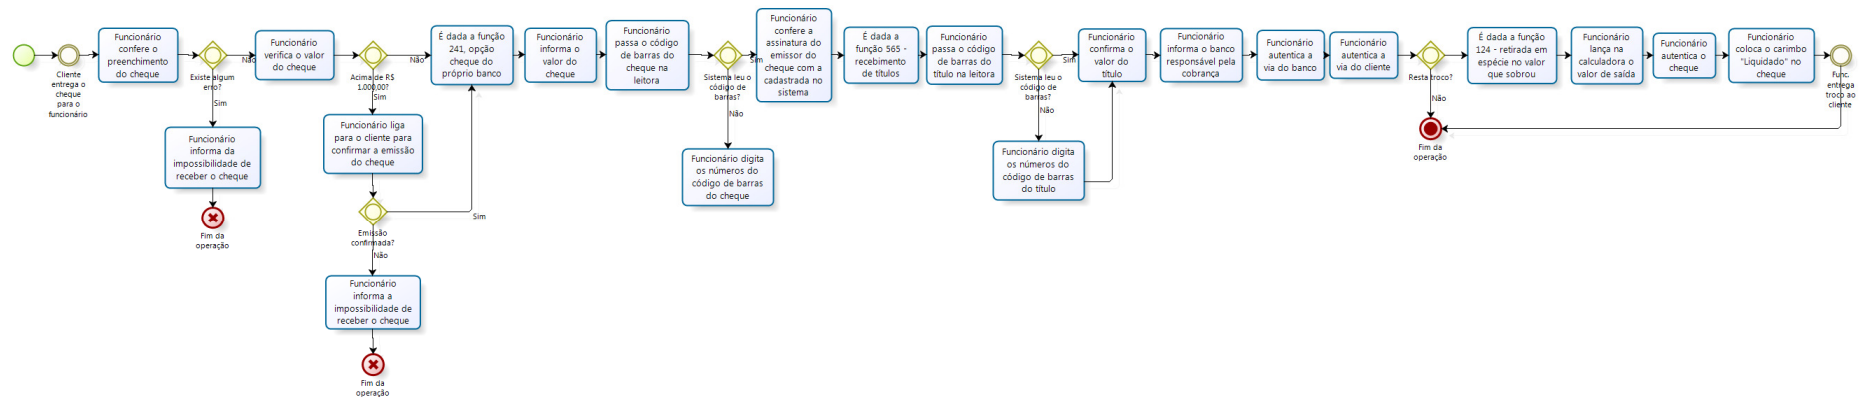 Cliente
entrega o
cheque
para o
funcionário
Funcionário
confere o
preenchimento
do cheque
Existe algum
erro?
Não
Sim
Funcionário
informa da
impossibilidade de
receber o cheque
Fim da
operação
Funcionário
verifica o valor
do cheque
Acima de R$
1.000,00?
Não
Sim
Funcionário liga
para o cliente para
confirmar a emissão
do cheque
Emissão
confirmada?
Sim
Não
Funcionário
informa a
impossibilidade de
receber o cheque
Fim da
operação
É dada a função
241, opção
cheque do
próprio banco
Funcionário
informa o
valor do
cheque
Funcionário
passa o código
de barras do
cheque na
leitora
Sistema leu o
código de
barras?
Sim
Não
Funcionário digita
os números do
código de barras
do cheque
Funcionário
confere a
assinatura do
emissor do
cheque com a
cadastrada no
sistema
É dada a
função 565 -
recebimento
de títulos
Funcionário
passa o código
de barras do
título na leitora
Sistema leu o
código de
barras?
Sim
Não
Funcionário digita
os números do
código de barras
do título
Funcionário
confirma o
valor do
título
Funcionário
informa o banco
responsável pela
cobrança
Funcionário
autentica a
via do banco
Funcionário
autentica a
via do cliente
Resta troco?
Não
Fim da
operação
É dada a função
124 - retirada em
espécie no valor
que sobrou
Funcionário
lança na
calculadora o
valor de saída
Funcionário
autentica o
cheque
Funcionário
coloca o carimbo
"Liquidado" no
cheque
Func.
entrega
troco ao
cliente